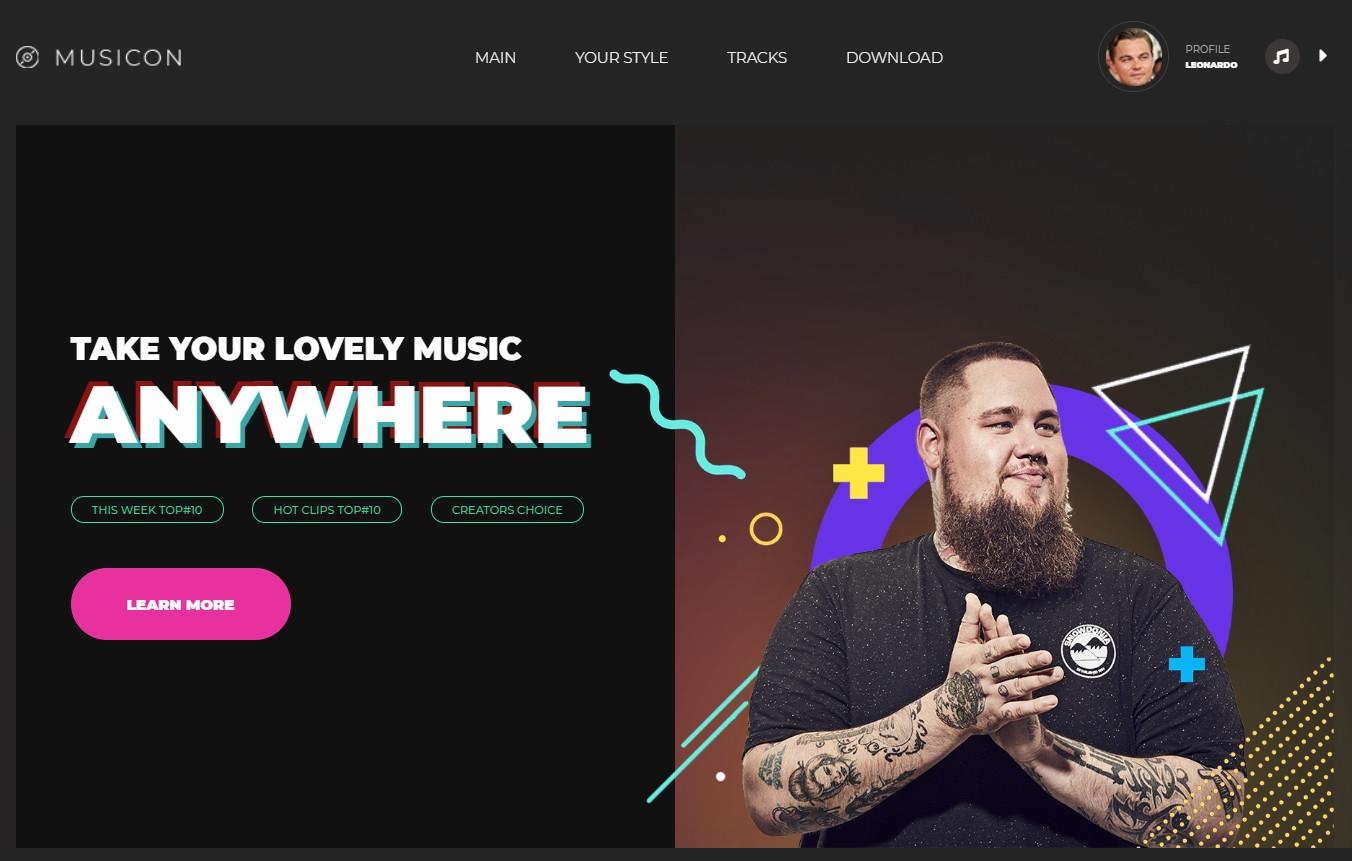 MUSICON
MAIN
YOUR STYLE
TRACKS
DOWNLOAD
PROFILE
LEONARDO
TAKE YOUR LOVELY MUSIC
ANYWHERE
THIS WEEK TOP#10
HOT CLIPS TOP#10
CREATORS CHOICE
LEARN MORE
SNOWDONIA